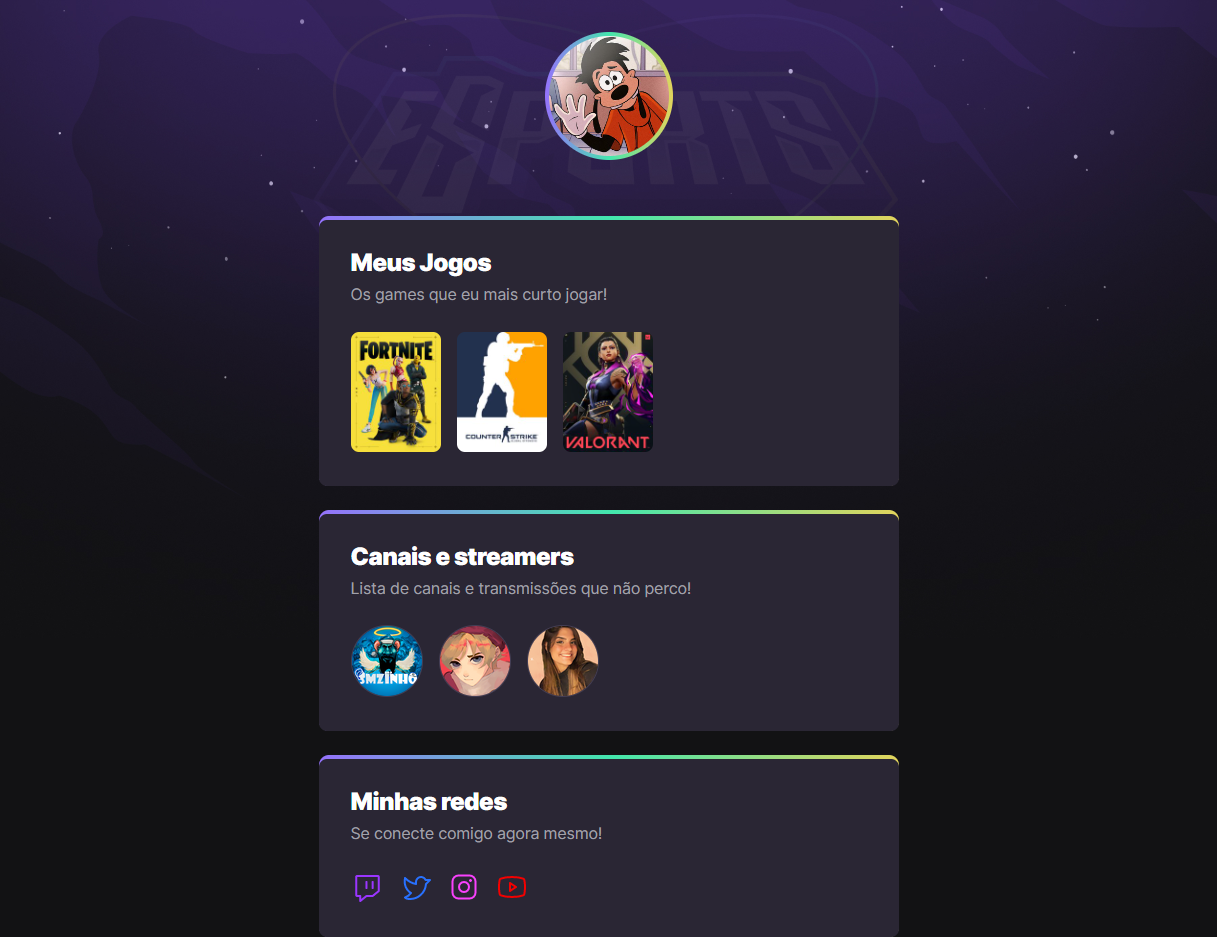 ESPORTS
Meus Jogos
Os games que eu mais curto jogar!
FORTNITE
COUNTER STRIKE
VALORANT
Canais e streamers
Lista de canais e transmissões que não perco!
3MZINHO
Minhas redes
Se conecte comigo agora mesmo!